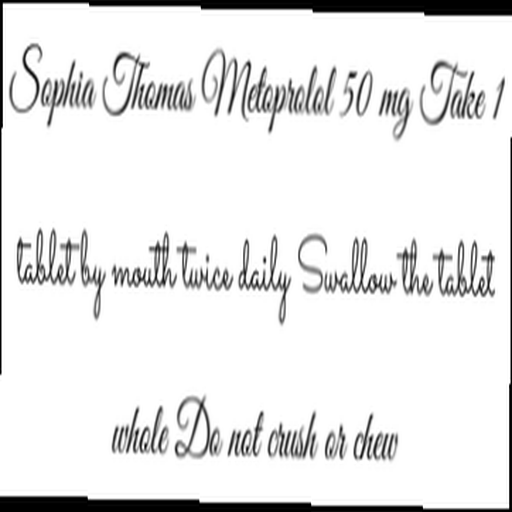 Sophia Thomas Metoprolol 50 mg Take 1
tablet by mouth twice daily Swallow the tablet
whole Do not crush or chew